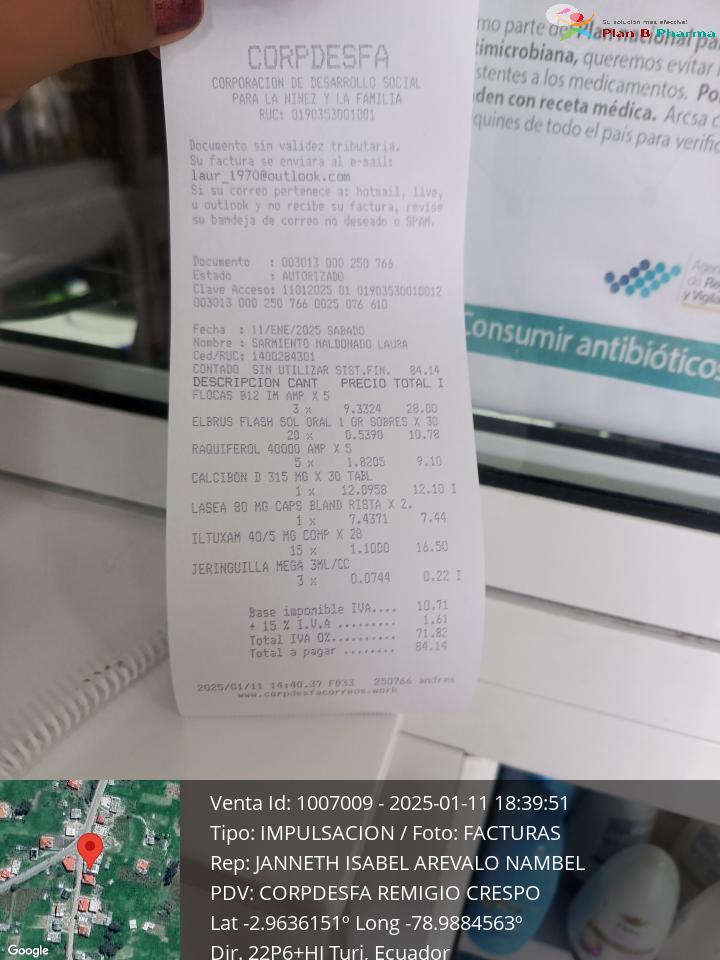 Su solución más efectiva!
Plan B Pharma
mo parte del Plan nacional pa
timicrobiana, queremos evitar
stentes a los medicamentos. Po
den con receta médica. Arcsa
quines de todo el país para verific
y Vigil
Consumir antibiótico
CORPDESFA
CORPORACION DE DESARROLLO SOCIAL
PARA LA NIÑEZ Y LA FAMILIA
RUC: 0190353001001
Documento sin validez tributaria.
Su factura se enviara al e-mail:
laur_1970@outlook.com
Si su correo pertenece a: hotmail, live,
u outlook y no recibe su factura, revise
su bandeja de correo no deseado o SPAM.
Documento : 003013 000 250 766
Estado : AUTORIZADO
Clave Acceso: 11012025 01 01903530010012
003013 000 250 766 0025 076 610
Fecha : 11/ENE/2025 SABADO
Nombre : SARMIENTO MALDONADO LAURA
Ced/RUC: 1400284301
CONTADO SIN UTILIZAR SIST.FIN. 84.14
DESCRIPCION CANT PRECIO TOTAL I
FLOCAS B12 IM AMP X 5
3 x 9.3324 28.00
ELBRUS FLASH SOL ORAL 1 GR SOBRES X 30
20 x 0.5390 10.78
RAQUIFEROL 40000 AMP X 5
5 x 1.8205 9.10
CALCIBON D 315 MG X 30 TABL
1 x 12.0958 12.10 I
LASEA 80 MG CAPS BLAND RISTA X 2.
1 x 7.4371 7.44
ILTUXAM 40/5 MG COMP X 28
15 x 1.1000 16.50
JERINGUILLA MEGA 3ML/CC
3 x 0.0744 0.22 I
Base imponible IVA.... 10.71
+ 15 % I.V.A ......... 1.61
Total IVA 0%.......... 71.82
Total a pagar ........ 84.14
2025/01/11 14:40.37 FD33 250766 andres
www.corpdesfacorreos.work
Venta Id: 1007009 - 2025-01-11 18:39:51
Tipo: IMPULSACION / Foto: FACTURAS
Rep: JANNETH ISABEL AREVALO NAMBEL
PDV: CORPDESFA REMIGIO CRESPO
Lat -2.9636151º Long -78.9884563º
Dir. 22P6+HJ Turi, Ecuador
Google